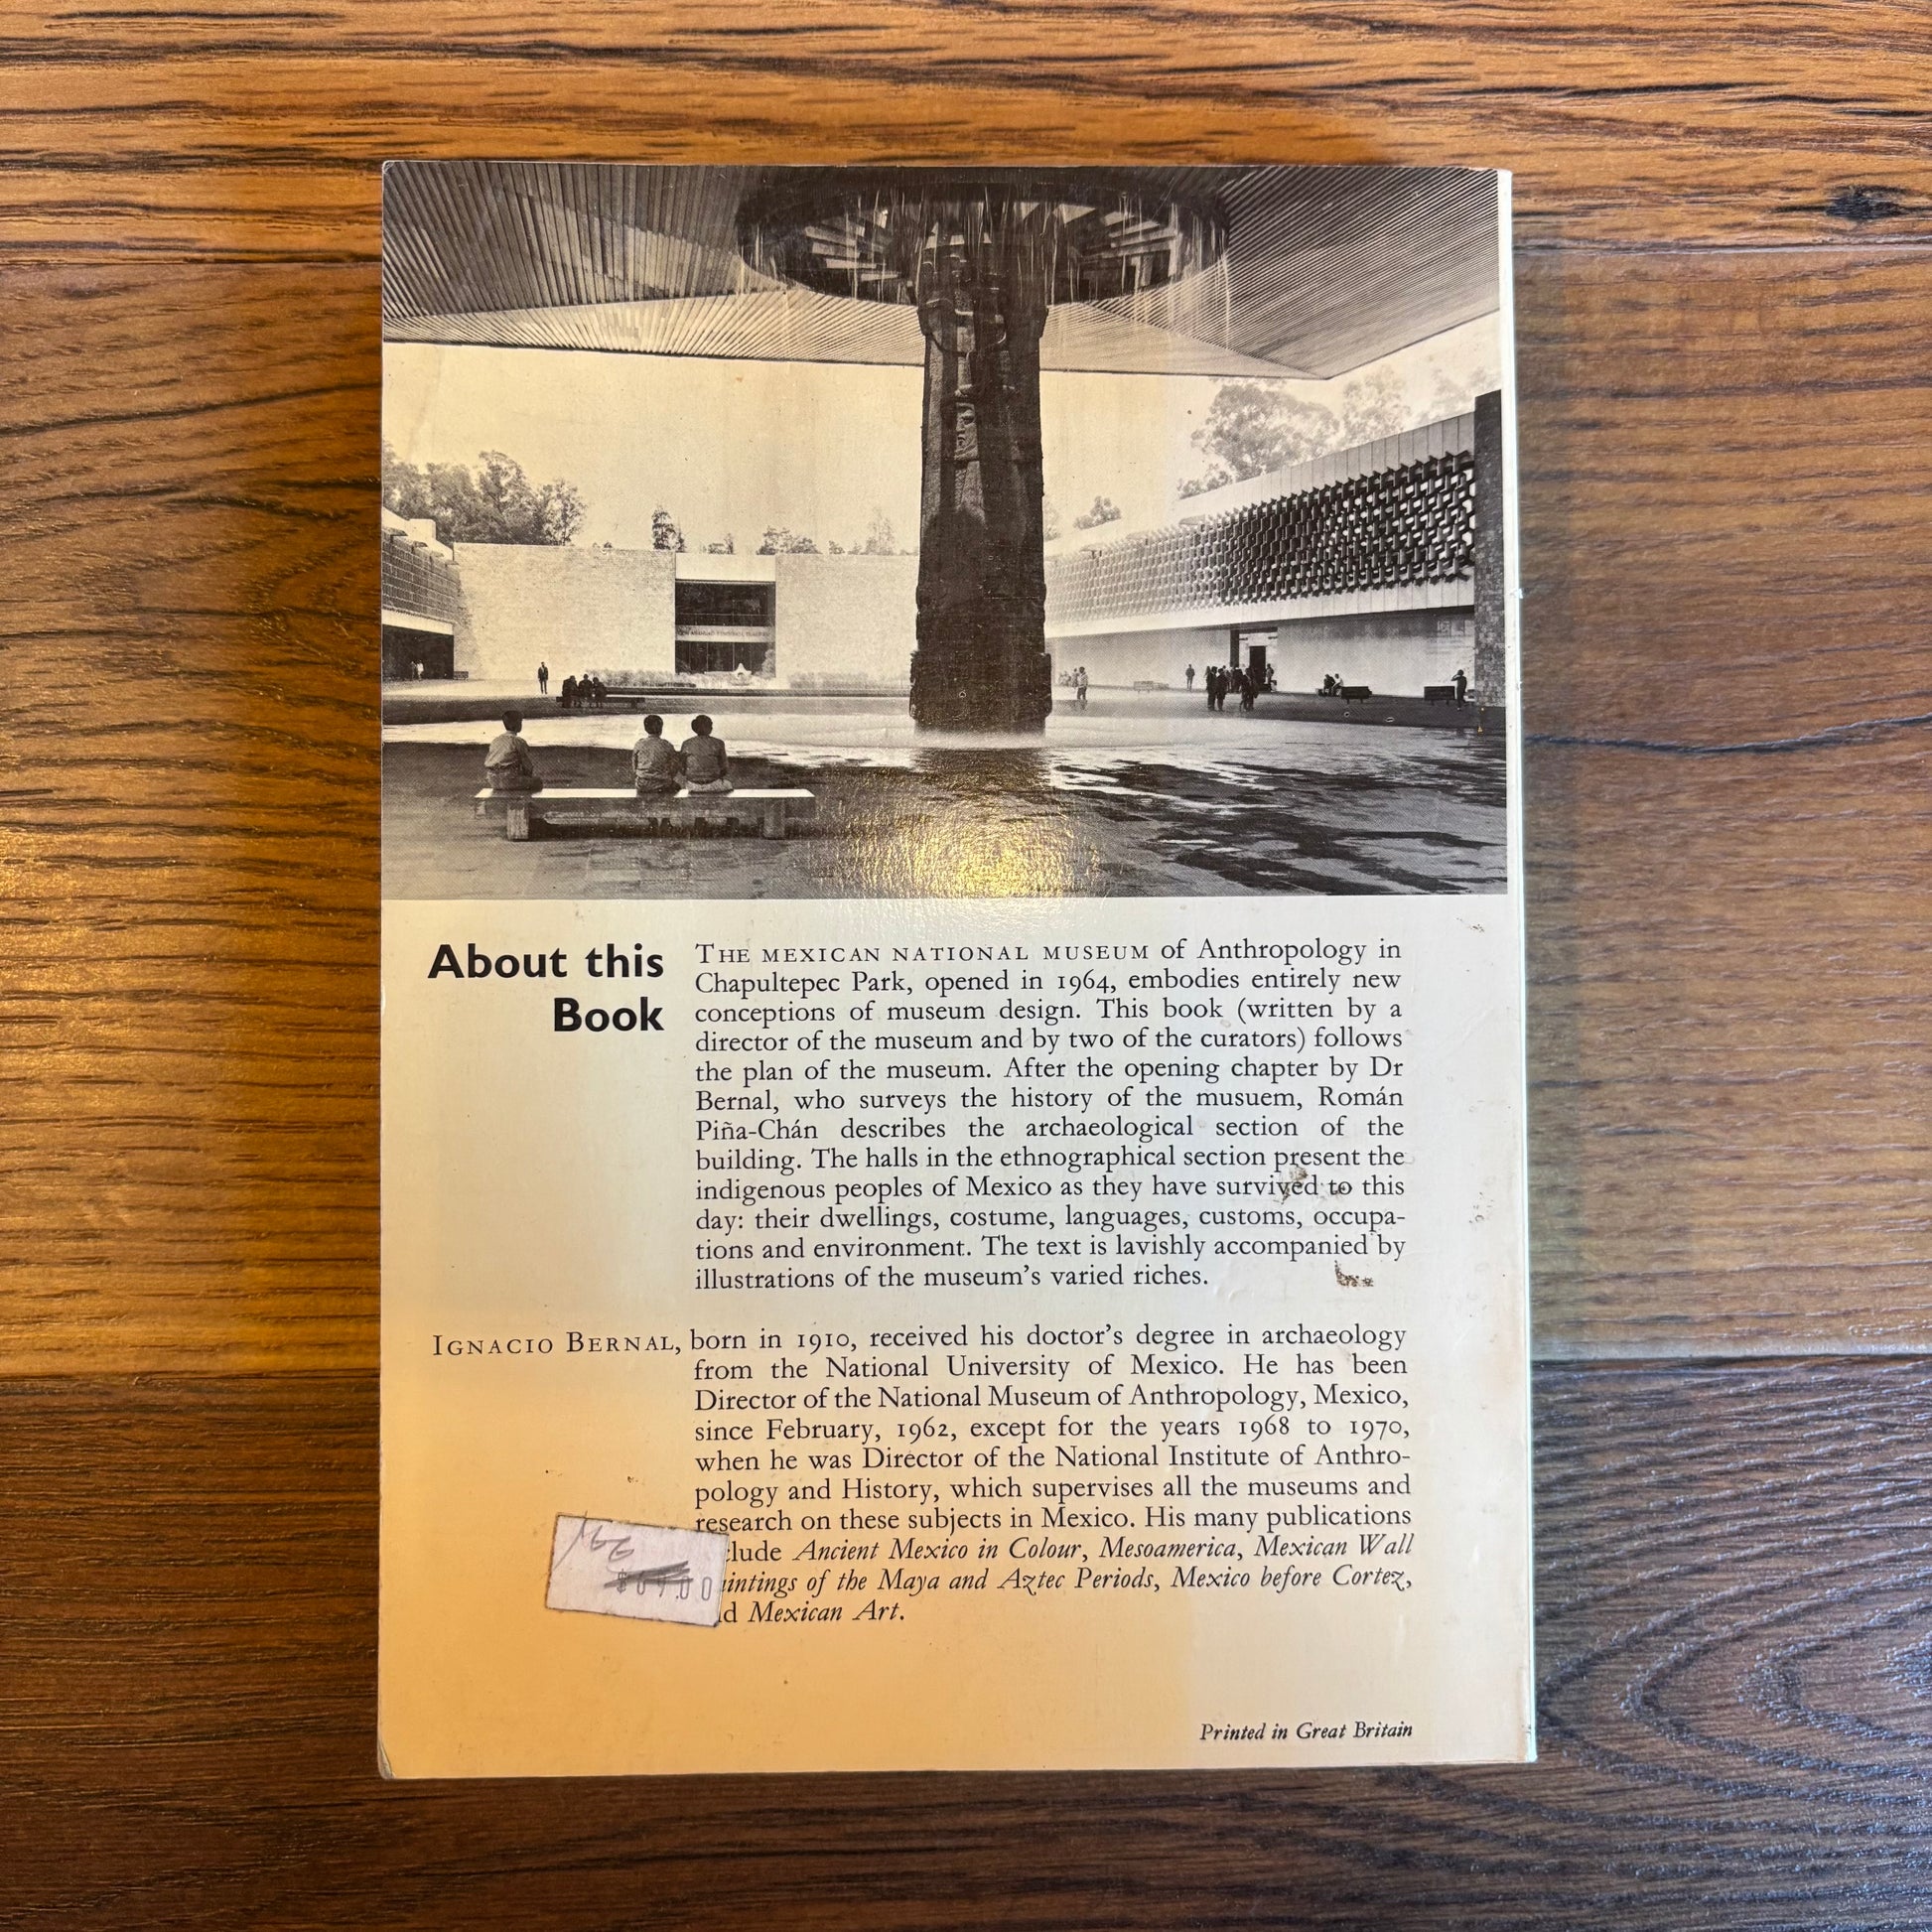 About this
Book
THE MEXICAN NATIONAL MUSEUM of Anthropology in
Chapultepec Park, opened in 1964, embodies entirely new
conceptions of museum design. This book (written by a
director of the museum and by two of the curators) follows
the plan of the museum. After the opening chapter by Dr
Bernal, who surveys the history of the musuem, Román
Piña-Chán describes the archaeological section of the
building. The halls in the ethnographical section present the
indigenous peoples of Mexico as they have survived to this
day: their dwellings, costume, languages, customs, occupa-
tions and environment. The text is lavishly accompanied by
illustrations of the museum's varied riches.
IGNACIO BERNAL, born in 1910, received his doctor's degree in archaeology
from the National University of Mexico. He has been
Director of the National Museum of Anthropology, Mexico,
since February, 1962, except for the years 1968 to 1970,
when he was Director of the National Institute of Anthro-
pology and History, which supervises all the museums and
research on these subjects in Mexico. His many publications
clude Ancient Mexico in Colour, Mesoamerica, Mexican Wall
aintings of the Maya and Aztec Periods, Mexico before Cortez,
d Mexican Art.
Printed in Great Britain